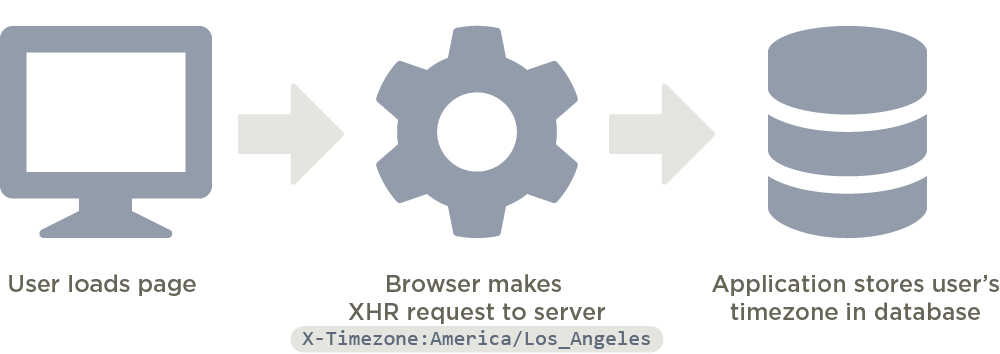 User loads page
Browser makes
XHR request to server
X-Timezone:America/Los_Angeles
Application stores user’s
timezone in database